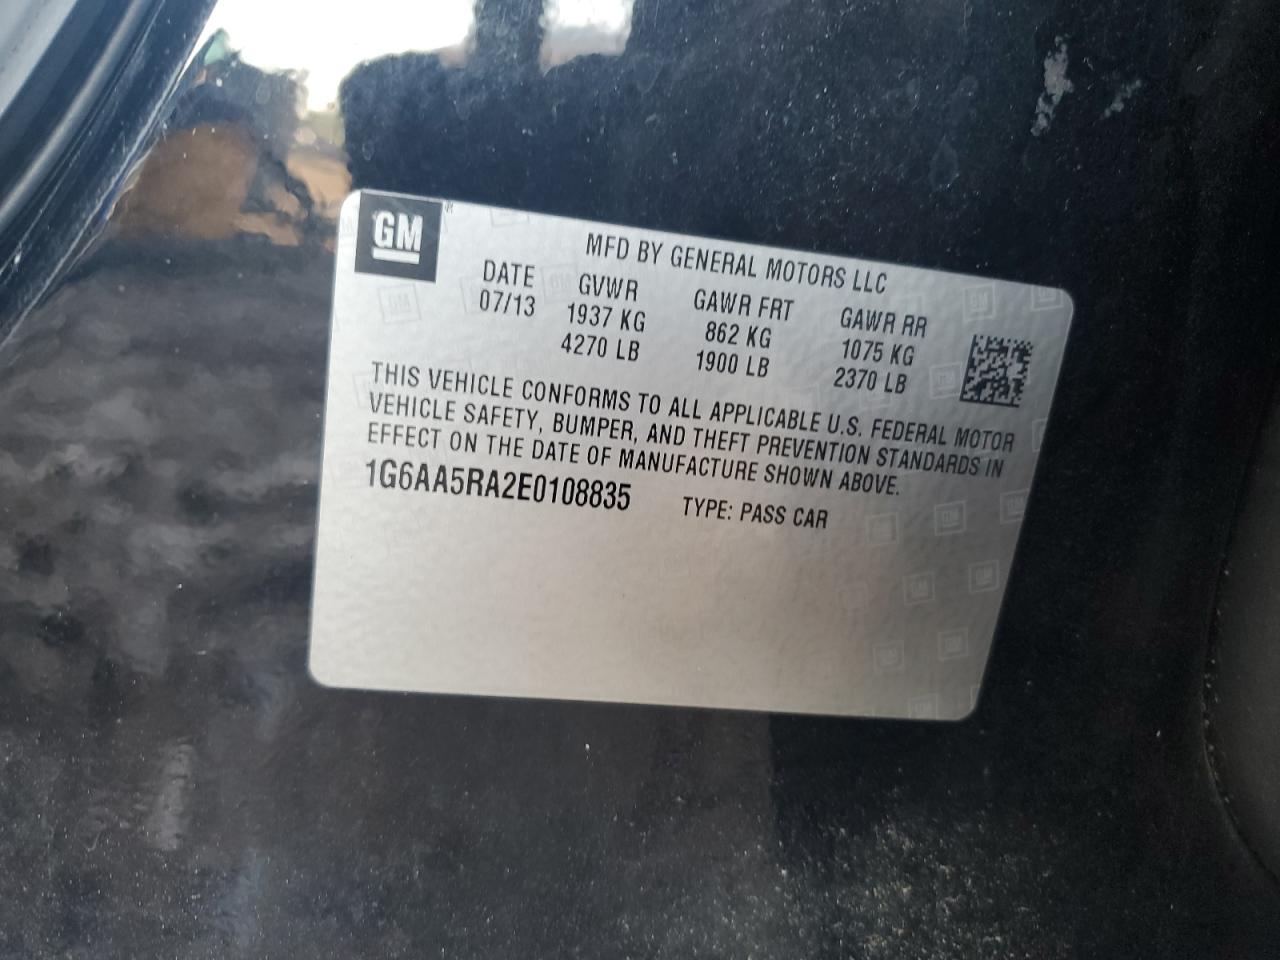 GM
MFD BY GENERAL MOTORS LLC
DATE GVWR GAWR FRT GAWR RR
07/13 1937 KG 862 KG 1075 KG
4270 LB 1900 LB 2370 LB
THIS VEHICLE CONFORMS TO ALL APPLICABLE U.S. FEDERAL MOTOR
VEHICLE SAFETY, BUMPER, AND THEFT PREVENTION STANDARDS IN
EFFECT ON THE DATE OF MANUFACTURE SHOWN ABOVE.
1G6AA5RA2E0108835 TYPE: PASS CAR